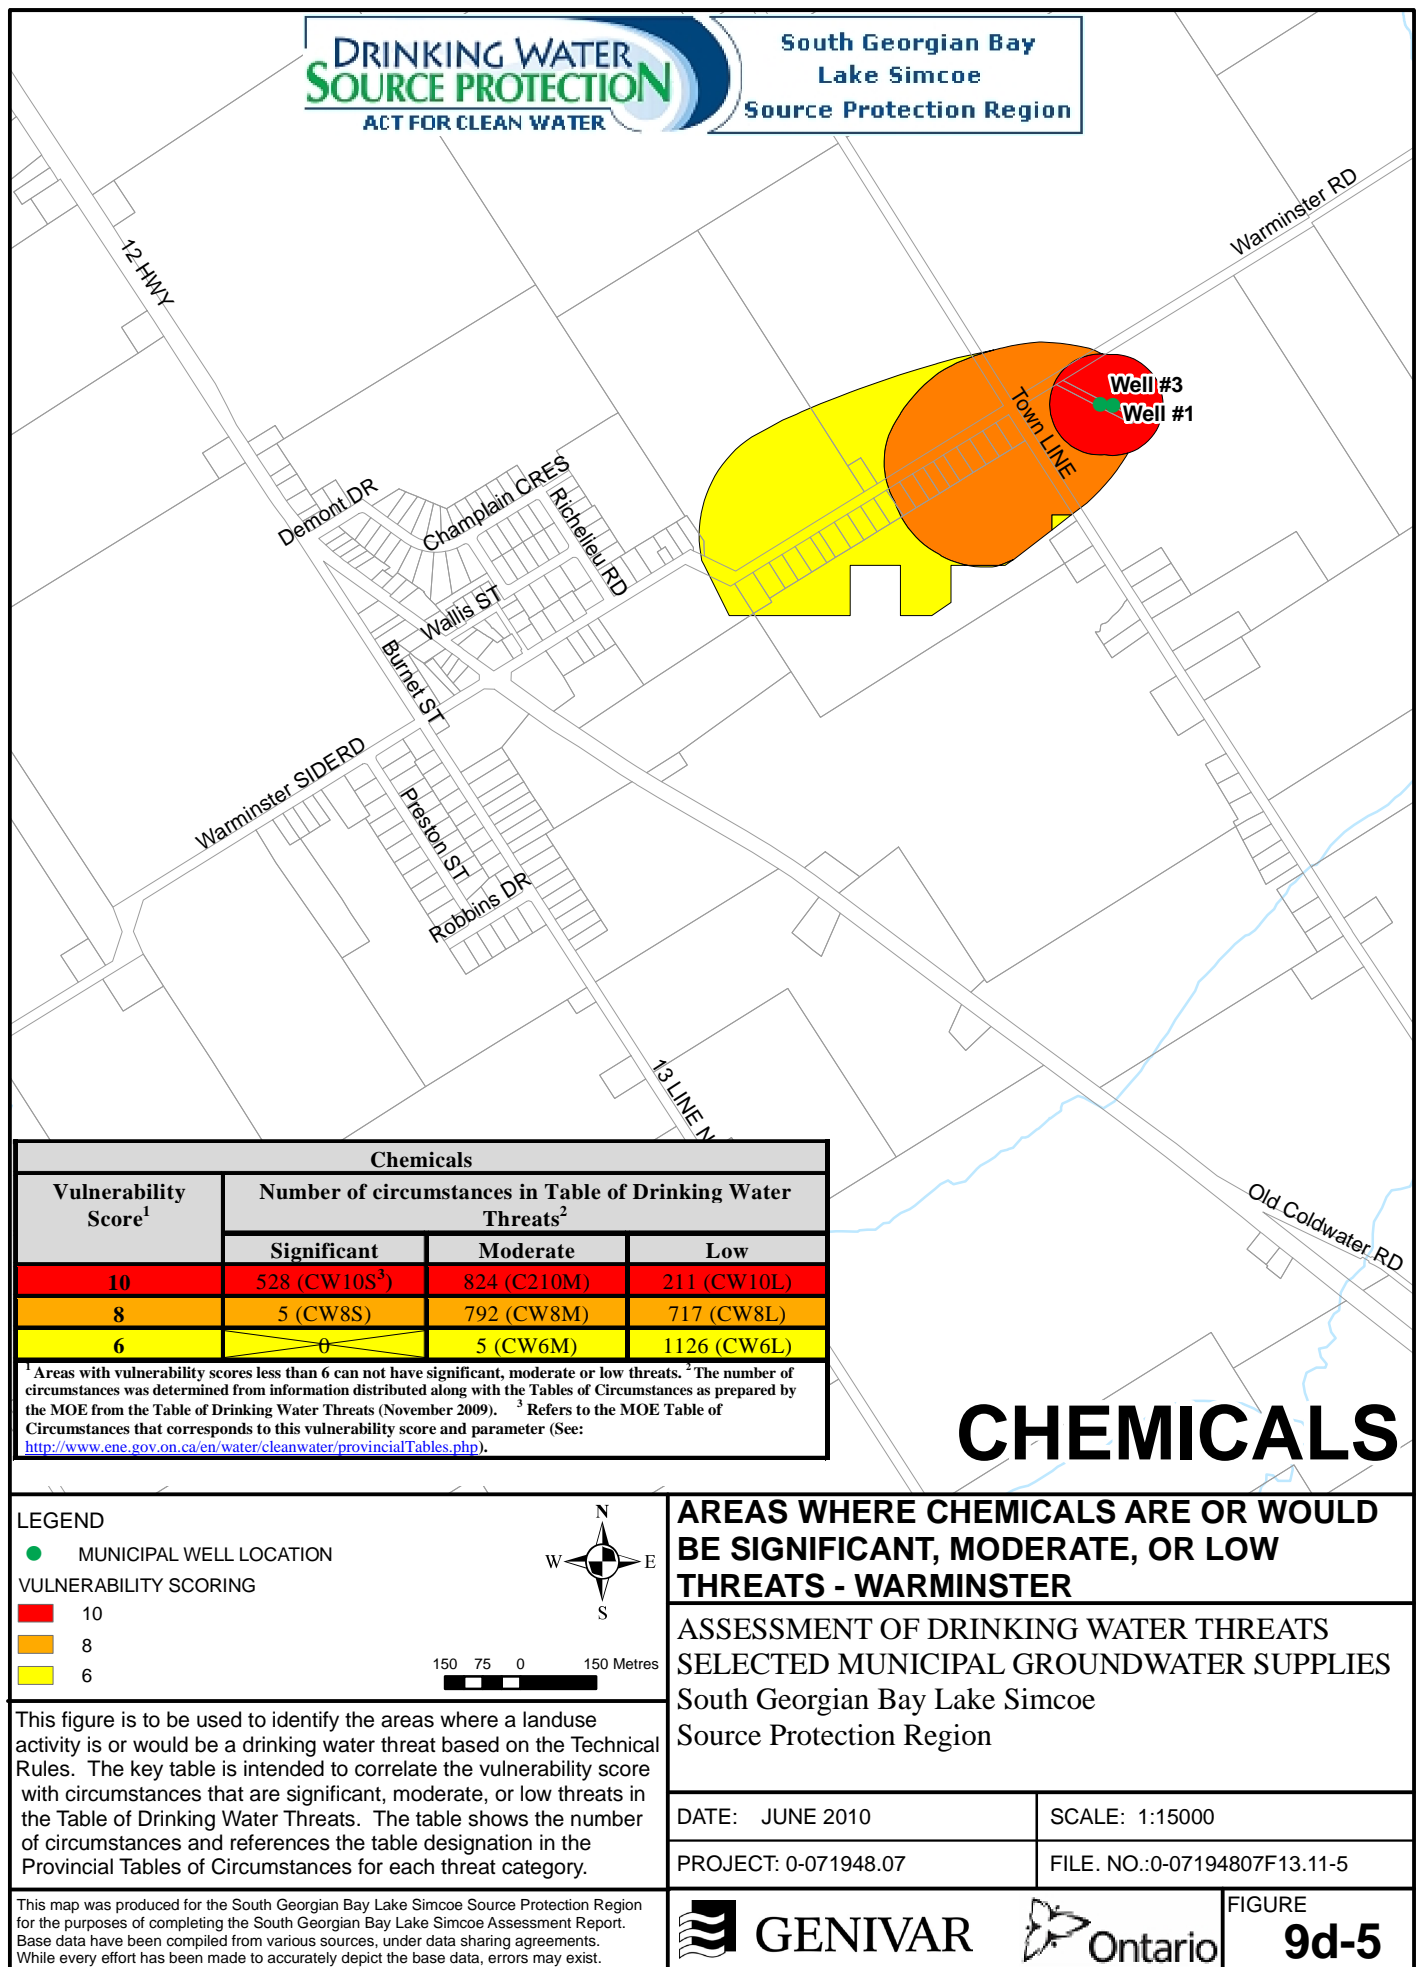 DRINKING WATER
SOURCE PROTECTION
ACT FOR CLEAN WATER
South Georgian Bay
Lake Simcoe
Source Protection Region
Warminster RD
12 HWY
Well #3
Well #1
Town LINE
Demont DR
Champlain CRES
Richelieu RD
Wallis ST
Burnet ST
Warminster SIDERD
Preston ST
Robbins DR
13 LINE N
Old Coldwater RD
Chemicals
Vulnerability Score1
Number of circumstances in Table of Drinking Water Threats2
Significant Moderate Low
10 528 (CW10S3) 824 (C210M) 211 (CW10L)
8 5 (CW8S) 792 (CW8M) 717 (CW8L)
6 0 5 (CW6M) 1126 (CW6L)
1 Areas with vulnerability scores less than 6 can not have significant, moderate or low threats. 2 The number of
circumstances was determined from information distributed along with the Tables of Circumstances as prepared by
the MOE from the Table of Drinking Water Threats (November 2009). 3 Refers to the MOE Table of
Circumstances that corresponds to this vulnerability score and parameter (See:
http://www.ene.gov.on.ca/en/water/cleanwater/provincialTables.php).
CHEMICALS
LEGEND
MUNICIPAL WELL LOCATION
VULNERABILITY SCORING
10
8
6
N
W E
S
150 75 0 150 Metres
This figure is to be used to identify the areas where a landuse
activity is or would be a drinking water threat based on the Technical
Rules. The key table is intended to correlate the vulnerability score
with circumstances that are significant, moderate, or low threats in
the Table of Drinking Water Threats. The table shows the number
of circumstances and references the table designation in the
Provincial Tables of Circumstances for each threat category.
This map was produced for the South Georgian Bay Lake Simcoe Source Protection Region
for the purposes of completing the South Georgian Bay Lake Simcoe Assessment Report.
Base data have been compiled from various sources, under data sharing agreements.
While every effort has been made to accurately depict the base data, errors may exist.
AREAS WHERE CHEMICALS ARE OR WOULD
BE SIGNIFICANT, MODERATE, OR LOW
THREATS - WARMINSTER
ASSESSMENT OF DRINKING WATER THREATS
SELECTED MUNICIPAL GROUNDWATER SUPPLIES
South Georgian Bay Lake Simcoe
Source Protection Region
DATE: JUNE 2010
SCALE: 1:15000
PROJECT: 0-071948.07
FILE. NO.:0-07194807F13.11-5
GENIVAR
Ontario
FIGURE
9d-5